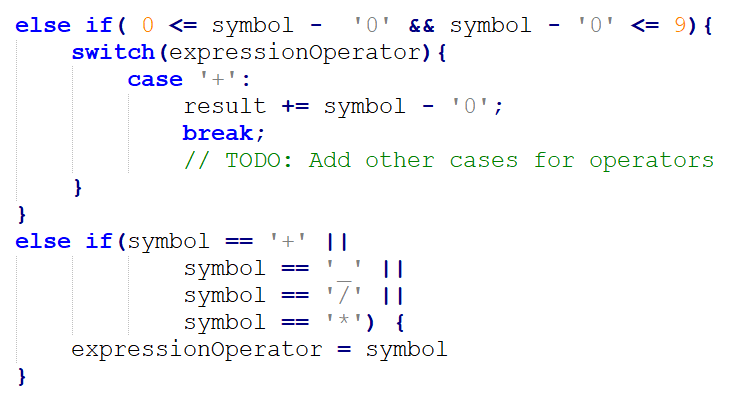 else if( 0 <= symbol -  '0' && symbol - '0' <= 9){
    switch(expressionOperator){
        case '+':
            result += symbol - '0';
            break;
            // TODO: Add other cases for operators
    }
}
else if(symbol == '+' ||
            symbol == '_' ||
            symbol == '/' ||
            symbol == '*') {
    expressionOperator = symbol
}